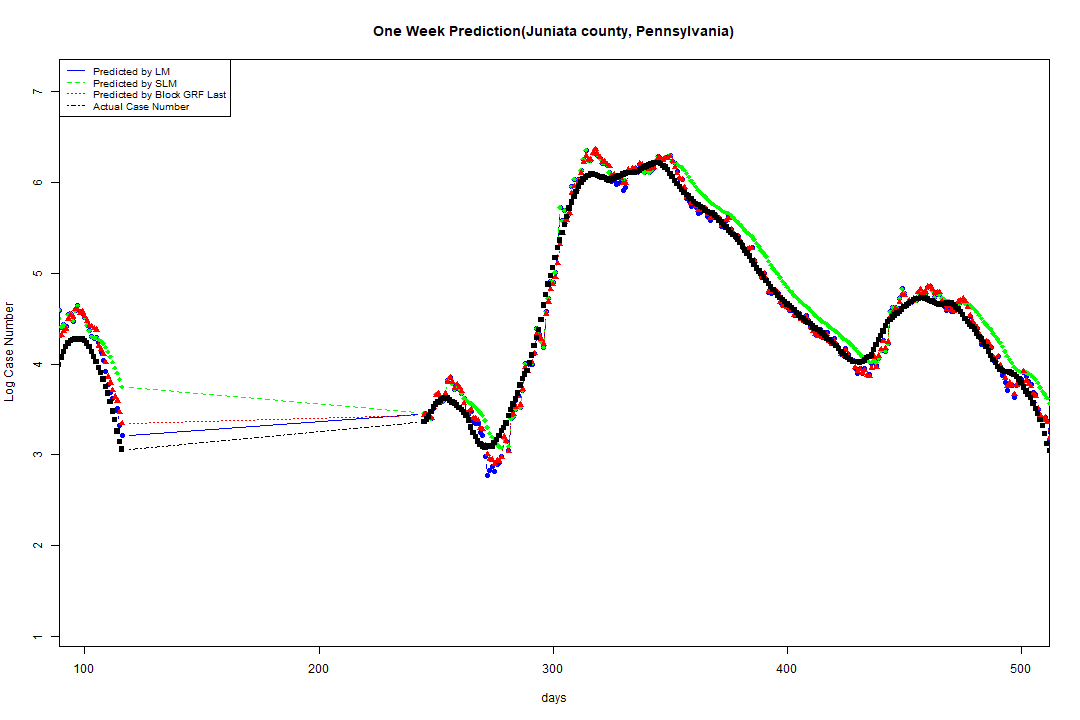 One Week Prediction(Juniata county, Pennsylvania)
Predicted by LM
Predicted by SLM
Predicted by Block GRF Last
Actual Case Number
7
6
5
4
3
2
1
Log Case Number
100 200 300 400 500
days